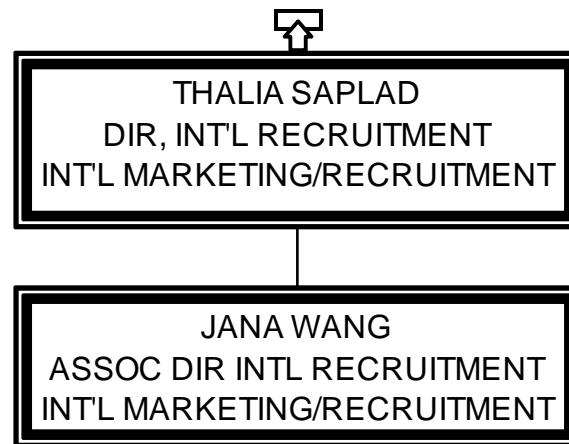 THALIA SAPLAD
DIR, INT'L RECRUITMENT
INT'L MARKETING/RECRUITMENT
JANA WANG
ASSOC DIR INTL RECRUITMENT
INT'L MARKETING/RECRUITMENT